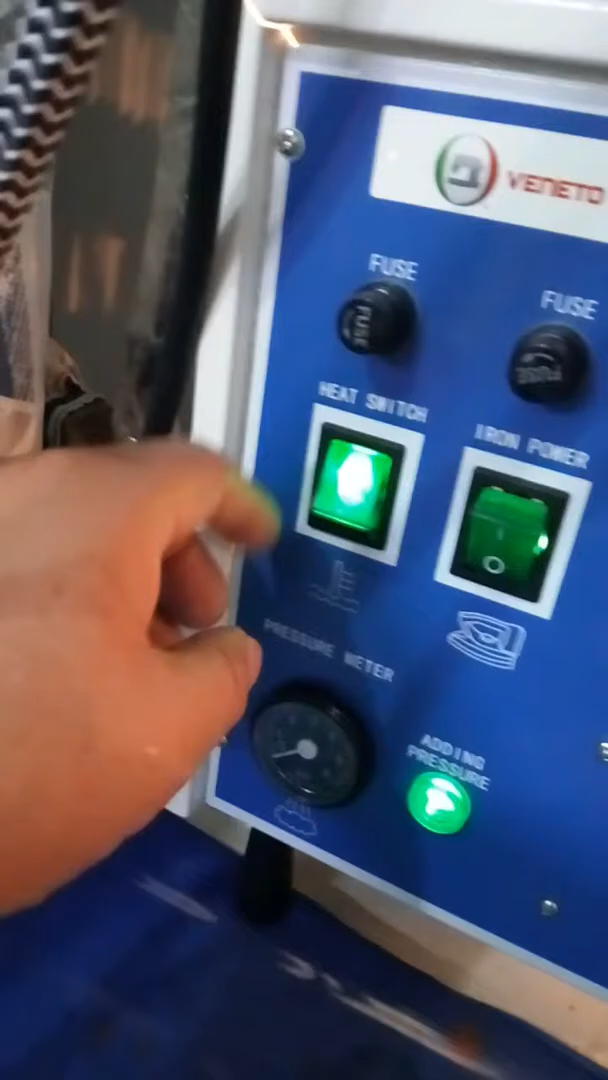 VENETO
FUSE
FUSE
FUSE
FUSE
HEAT SWITCH
IRON POWER
O
PRESSURE METER
ADDING
PRESSURE